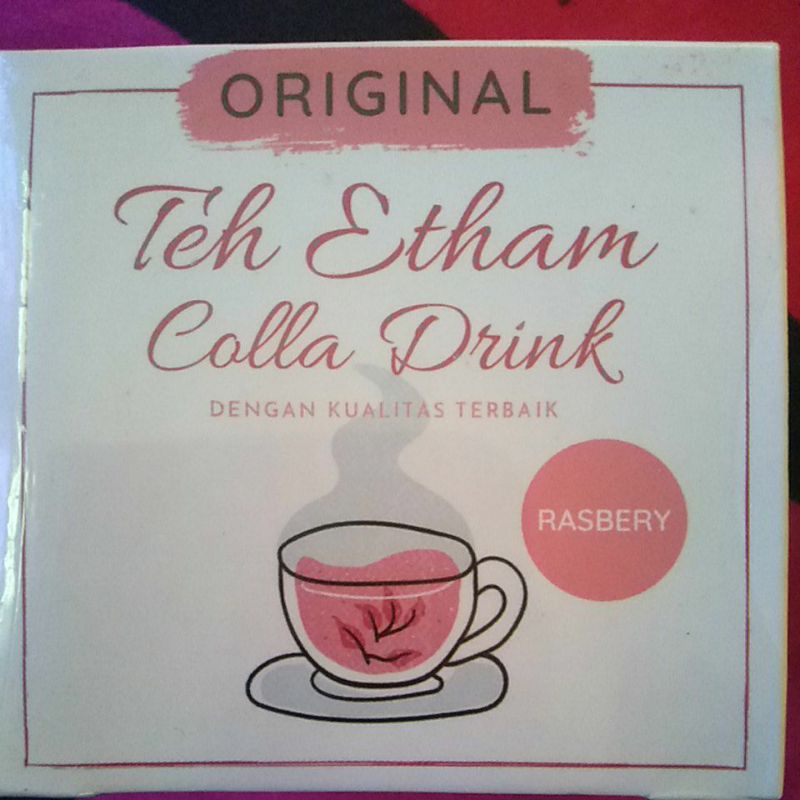 ORIGINAL
Teh Etham
Colla Drink
DENGAN KUALITAS TERBAIK
RASBERY